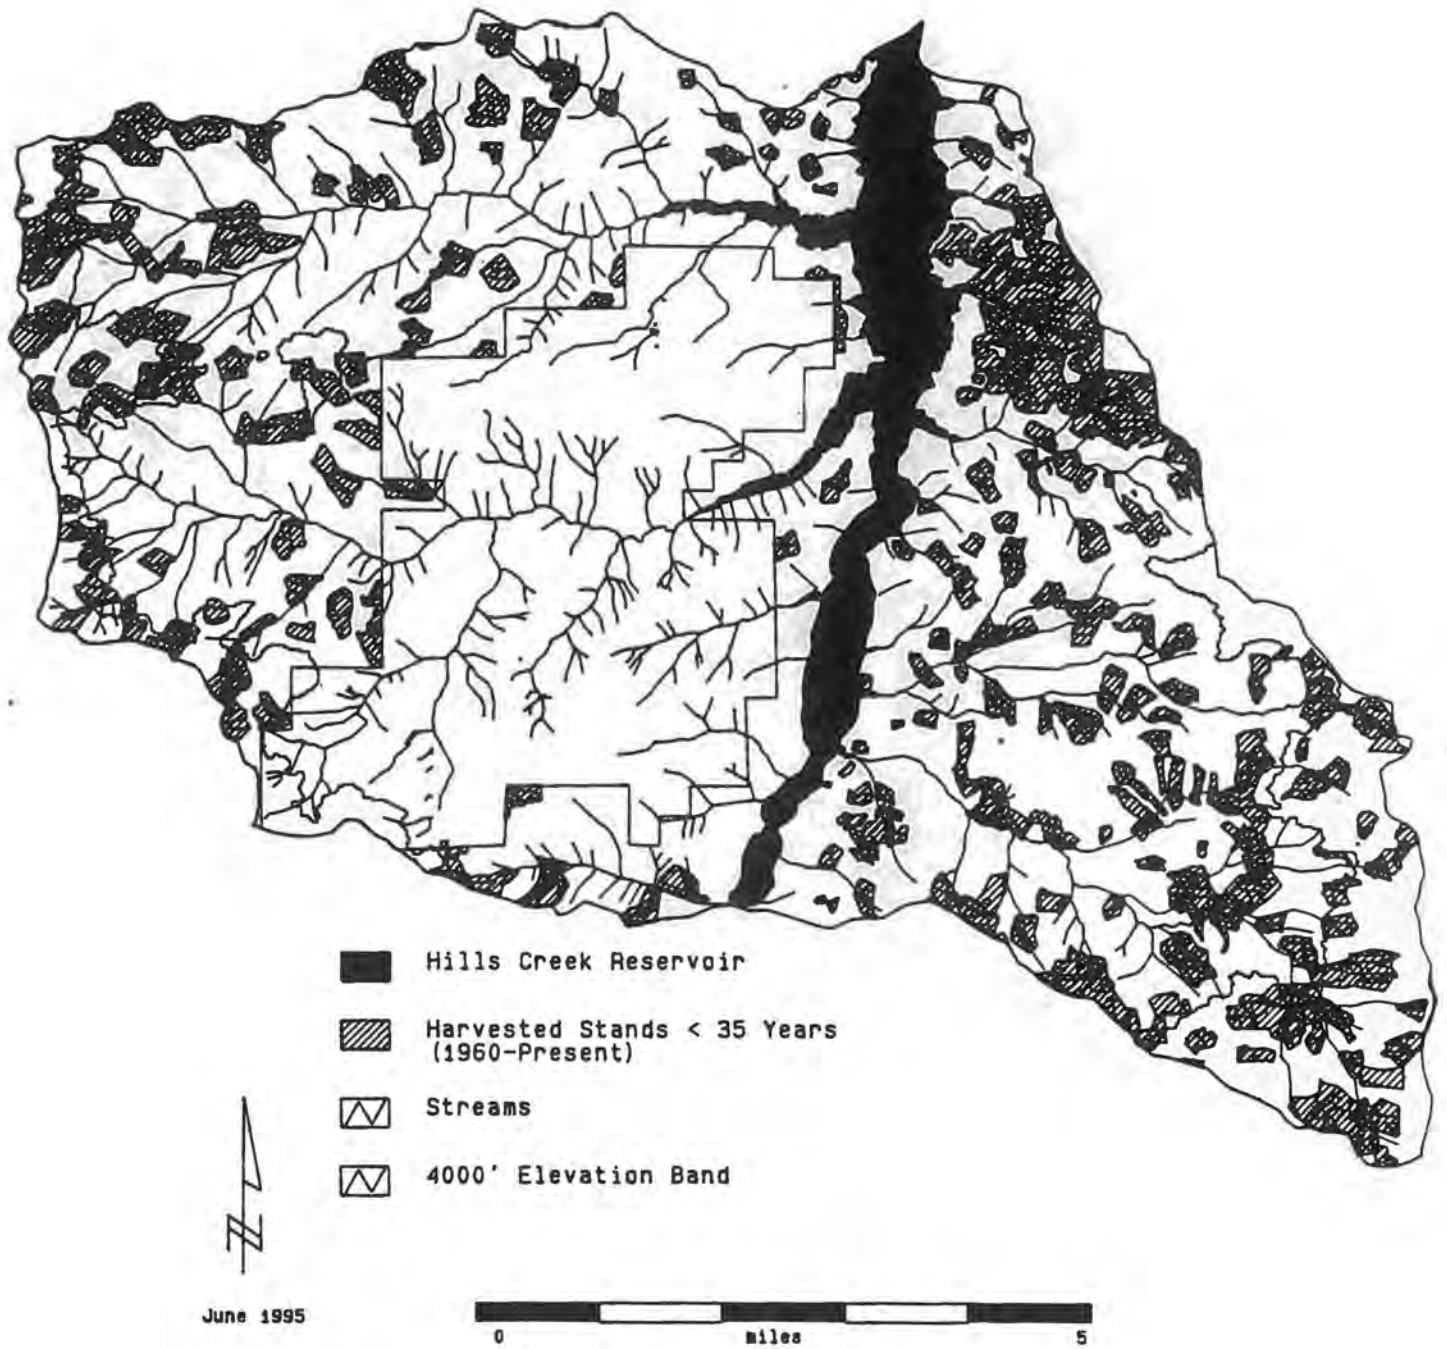 Hills Creek Reservoir
Harvested Stands < 35 Years
(1960-Present)
Streams
4000' Elevation Band
N
June 1995
0 miles 5